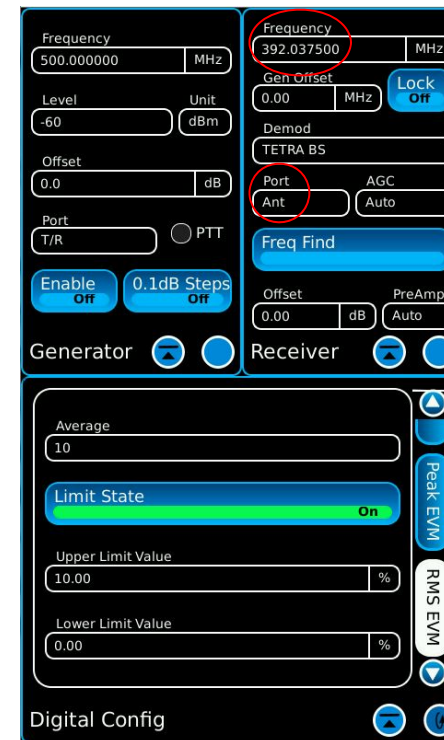 Frequency
500.000000 MHz
Level Unit
-60 dBm
Offset
0.0 dB
Port
T/R PTT
Enable Off 0.1dB Steps Off
Generator
Frequency
392.037500 MHz
Gen Offset
0.00 MHz Lock Off
Demod
TETRA BS
Port AGC
Ant Auto
Freq Find
Offset PreAmp
0.00 dB Auto
Receiver
Average
10
Limit State
On
Upper Limit Value
10.00 %
Lower Limit Value
0.00 %
Peak EVM
RMS EVM
Digital Config